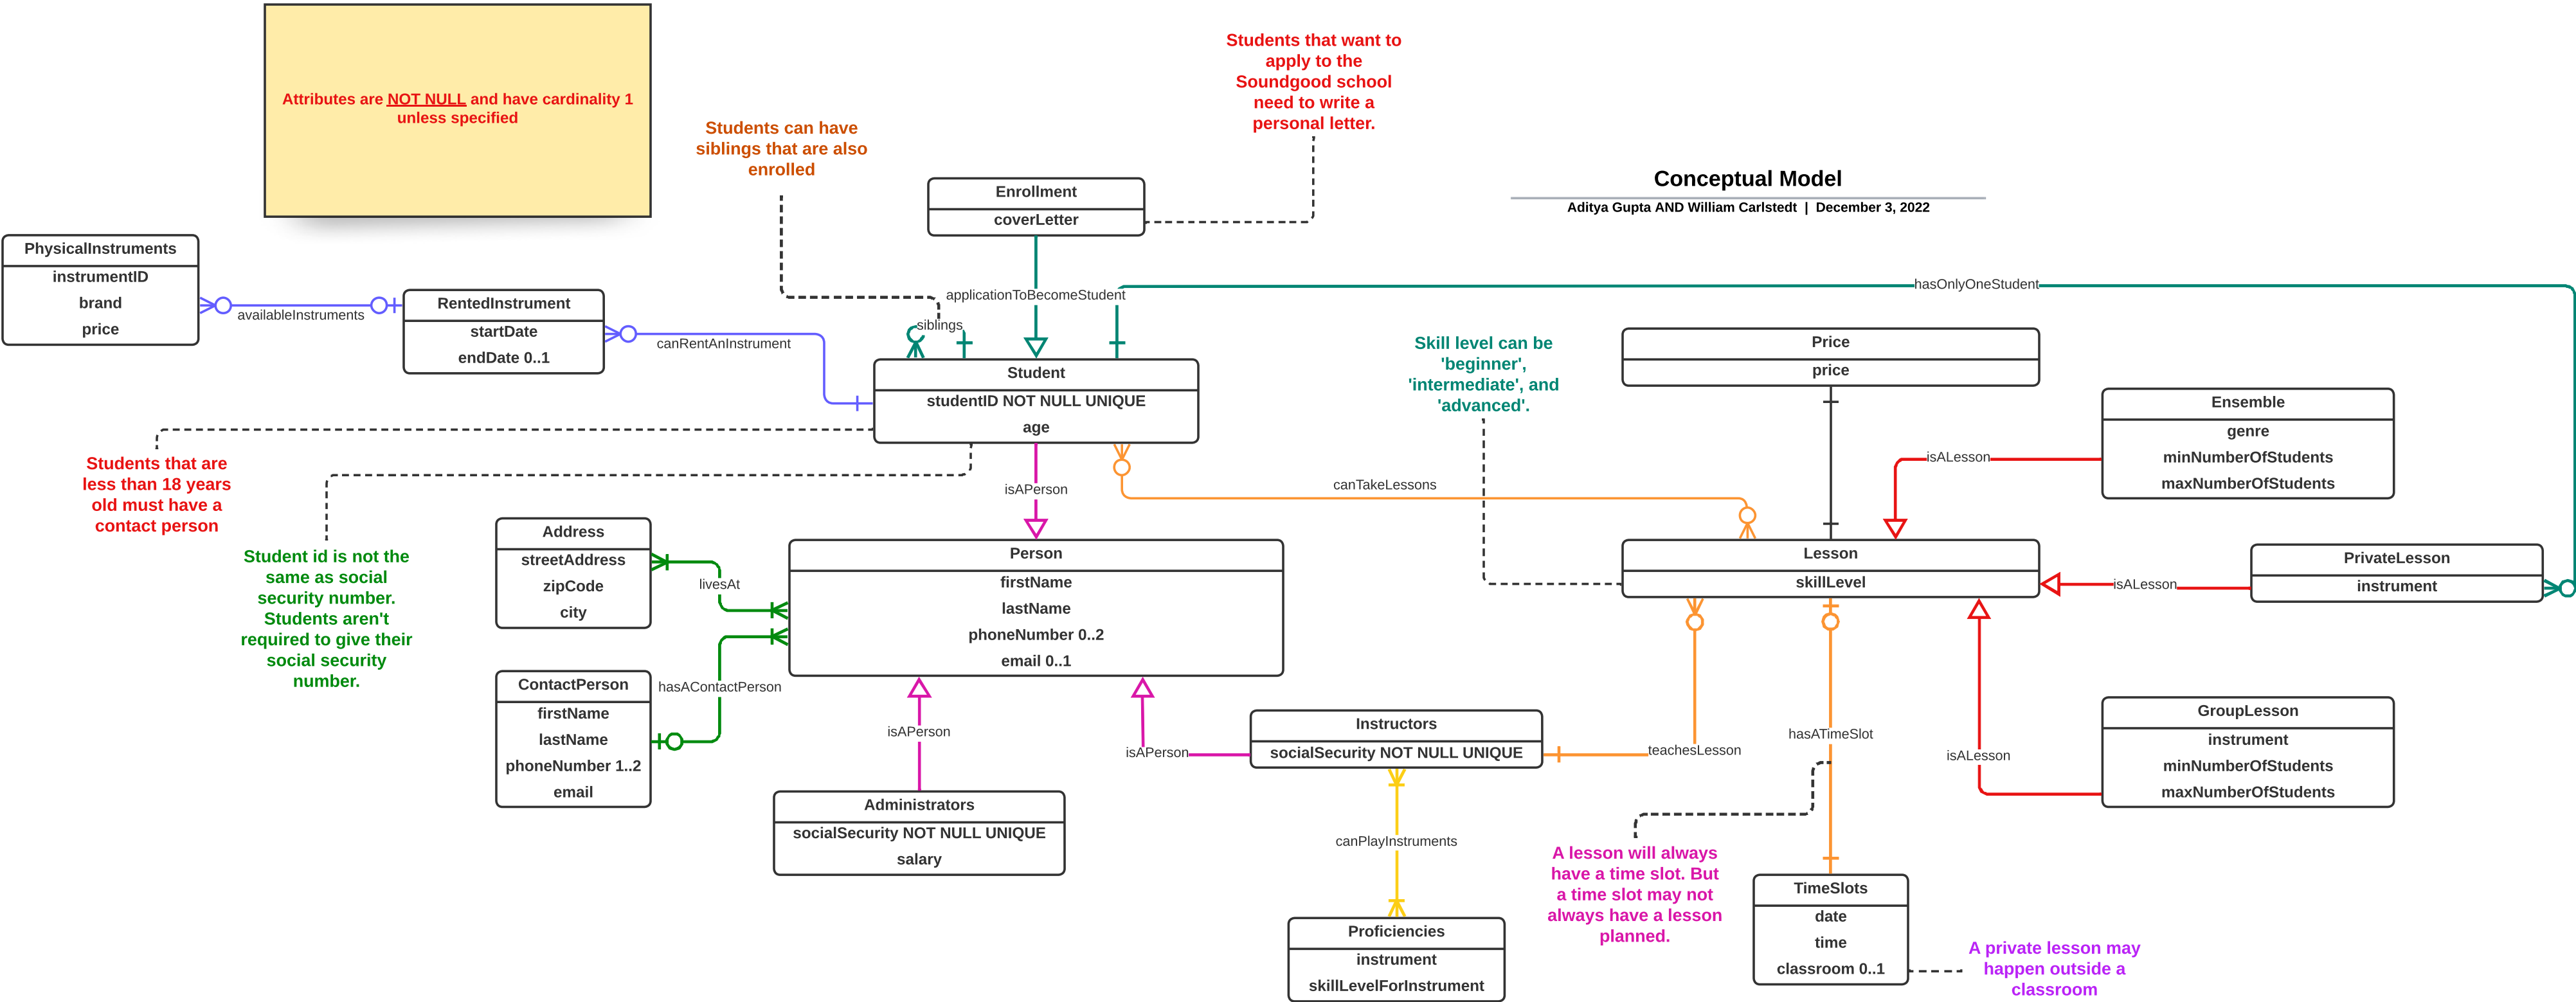 Attributes are NOT NULL and have cardinality 1
unless specified
Students can have
siblings that are also
enrolled
Students that want to
apply to the
Soundgood school
need to write a
personal letter.
Conceptual Model
Aditya Gupta AND William Carlstedt | December 3, 2022
Enrollment
coverLetter
PhysicalInstruments
instrumentID
brand
price
availableInstruments
RentedInstrument
startDate
endDate 0..1
canRentAnInstrument
siblings
applicationToBecomeStudent
hasOnlyOneStudent
Student
studentID NOT NULL UNIQUE
age
Skill level can be
'beginner',
'intermediate', and
'advanced'.
Price
price
Ensemble
genre
minNumberOfStudents
maxNumberOfStudents
isALesson
Students that are
less than 18 years
old must have a
contact person
isAPerson
canTakeLessons
Student id is not the
same as social
security number.
Students aren't
required to give their
social security
number.
Address
streetAddress
zipCode
city
livesAt
Person
firstName
lastName
phoneNumber 0..2
email 0..1
Lesson
skillLevel
isALesson
PrivateLesson
instrument
ContactPerson
firstName
lastName
phoneNumber 1..2
email
hasAContactPerson
isAPerson
isAPerson
Instructors
socialSecurity NOT NULL UNIQUE
teachesLesson
hasATimeSlot
isALesson
GroupLesson
instrument
minNumberOfStudents
maxNumberOfStudents
Administrators
socialSecurity NOT NULL UNIQUE
salary
canPlayInstruments
A lesson will always
have a time slot. But
a time slot may not
always have a lesson
planned.
TimeSlots
date
time
classroom 0..1
Proficiencies
instrument
skillLevelForInstrument
A private lesson may
happen outside a
classroom